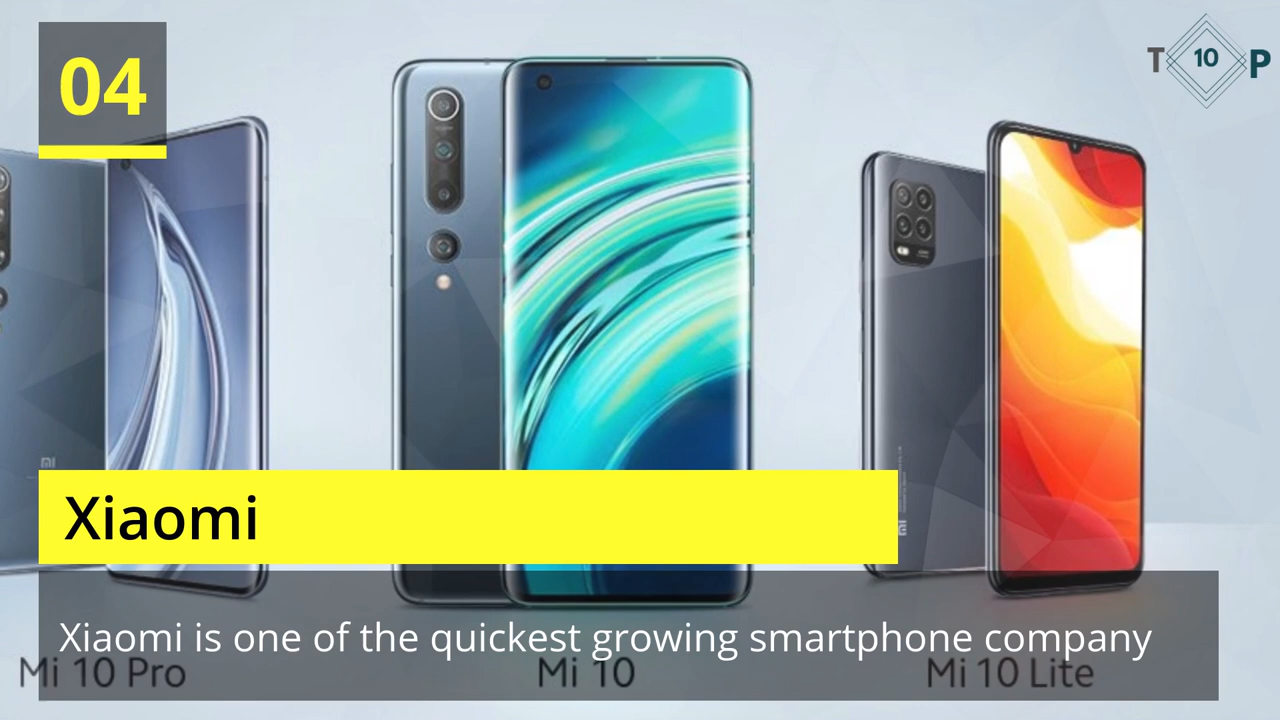 04
T 10 P
Xiaomi
Xiaomi is one of the quickest growing smartphone company
Mi 10 Pro
Mi 10
Mi 10 Lite